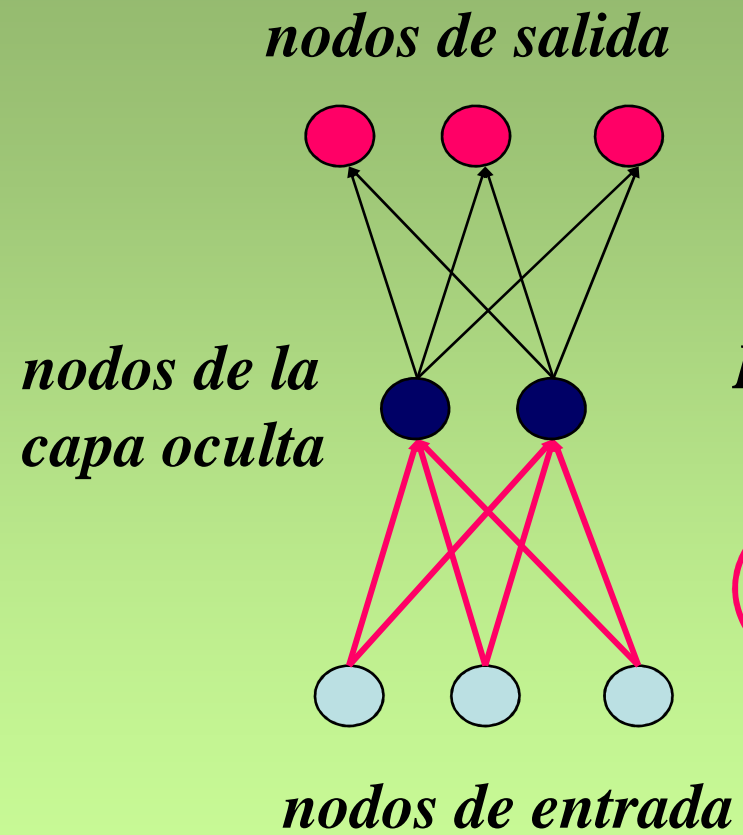 nodos de salida
nodos de la
capa oculta
nodos de entrada